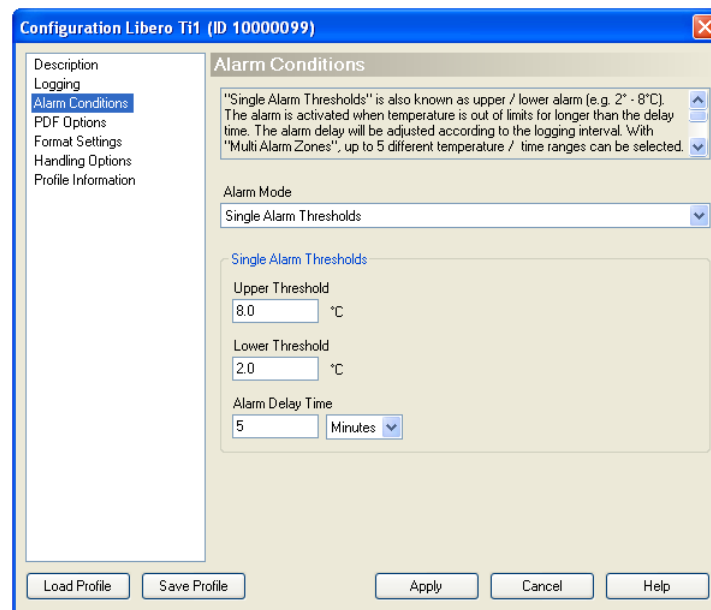 Configuration Libero Ti1 (ID 10000099)
Description
Logging
Alarm Conditions
PDF Options
Format Settings
Handling Options
Profile Information
Alarm Conditions
"Single Alarm Thresholds" is also known as upper / lower alarm (e.g. 2° - 8°C).
The alarm is activated when temperature is out of limits for longer than the delay
time. The alarm delay will be adjusted according to the logging interval. With
"Multi Alarm Zones", up to 5 different temperature / time ranges can be selected.
Alarm Mode
Single Alarm Thresholds
Single Alarm Thresholds
Upper Threshold
8.0 °C
Lower Threshold
2.0 °C
Alarm Delay Time
5 Minutes
Load Profile Save Profile Apply Cancel Help